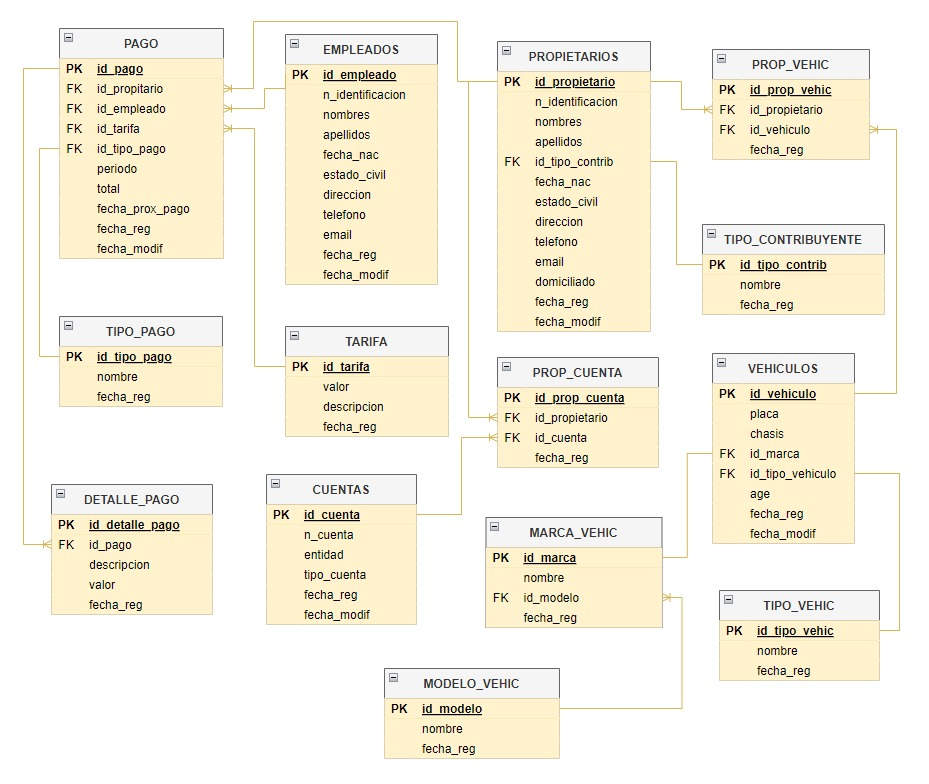 PAGO
PK id_pago
FK id_propitario
FK id_empleado
FK id_tarifa
FK id_tipo_pago
periodo
total
fecha_prox_pago
fecha_reg
fecha_modif
EMPLEADOS
PK id_empleado
n_identificacion
nombres
apellidos
fecha_nac
estado_civil
direccion
telefono
email
fecha_reg
fecha_modif
PROPIETARIOS
PK id_propietario
n_identificacion
nombres
apellidos
FK id_tipo_contrib
fecha_nac
estado_civil
direccion
telefono
email
domiciliado
fecha_reg
fecha_modif
PROP_VEHIC
PK id_prop_vehic
FK id_propietario
FK id_vehiculo
fecha_reg
TIPO_CONTRIBUYENTE
PK id_tipo_contrib
nombre
fecha_reg
TIPO_PAGO
PK id_tipo_pago
nombre
fecha_reg
TARIFA
PK id_tarifa
valor
descripcion
fecha_reg
PROP_CUENTA
PK id_prop_cuenta
FK id_propietario
FK id_cuenta
fecha_reg
VEHICULOS
PK id_vehiculo
placa
chasis
FK id_marca
FK id_tipo_vehiculo
age
fecha_reg
fecha_modif
DETALLE_PAGO
PK id_detalle_pago
FK id_pago
descripcion
valor
fecha_reg
CUENTAS
PK id_cuenta
n_cuenta
entidad
tipo_cuenta
fecha_reg
fecha_modif
MARCA_VEHIC
PK id_marca
nombre
FK id_modelo
fecha_reg
TIPO_VEHIC
PK id_tipo_vehic
nombre
fecha_reg
MODELO_VEHIC
PK id_modelo
nombre
fecha_reg